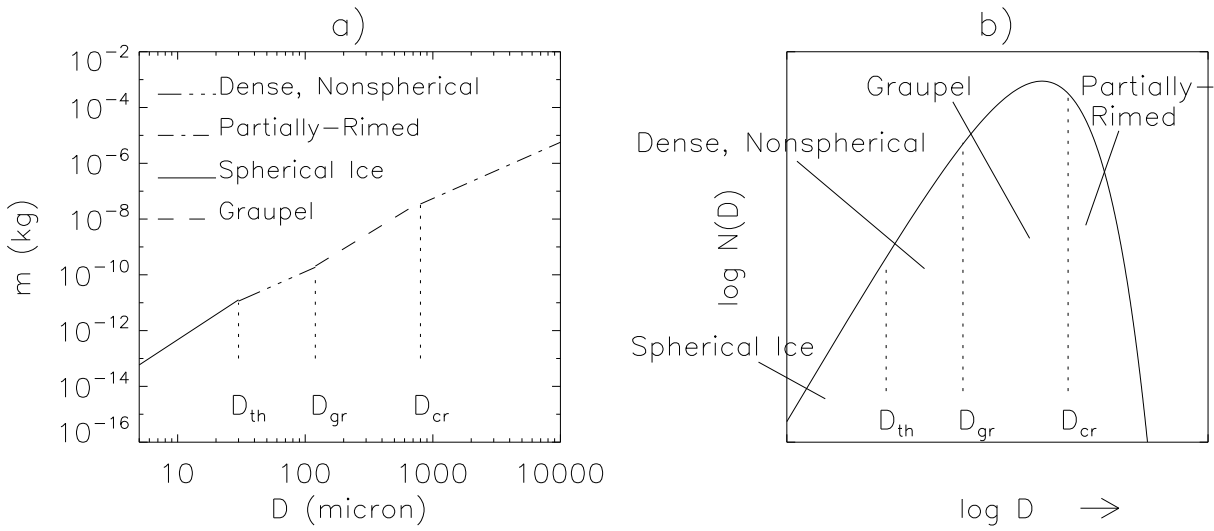 a)
10^-2
10^-4
10^-6
10^-8
10^-10
10^-12
10^-14
10^-16
m (kg)
Dense, Nonspherical
Partially-Rimed
Spherical Ice
Graupel
D_th
D_gr
D_cr
10
100
1000
10000
D (micron)
b)
Graupel
Partially-
Rimed
Dense, Nonspherical
log N(D)
Spherical Ice
D_th
D_gr
D_cr
log D →